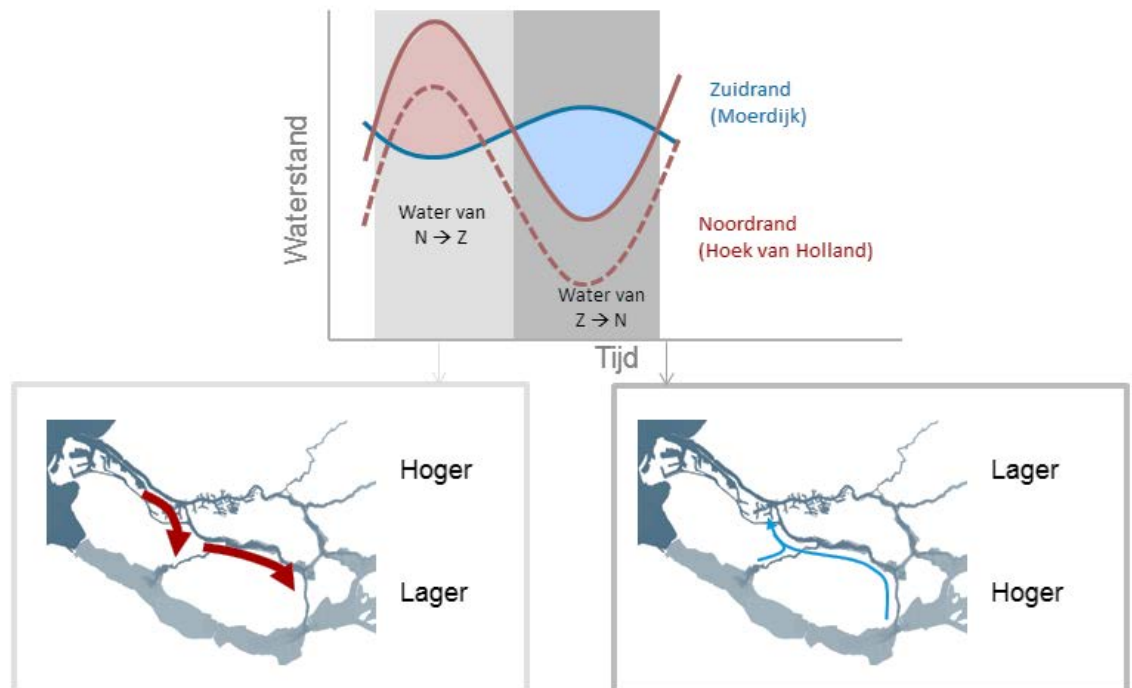 Waterstand
Zuidrand
(Moerdijk)
Water van
N → Z
Noordrand
(Hoek van Holland)
Water van
Z → N
Tijd
Hoger
Lager
Lager
Hoger